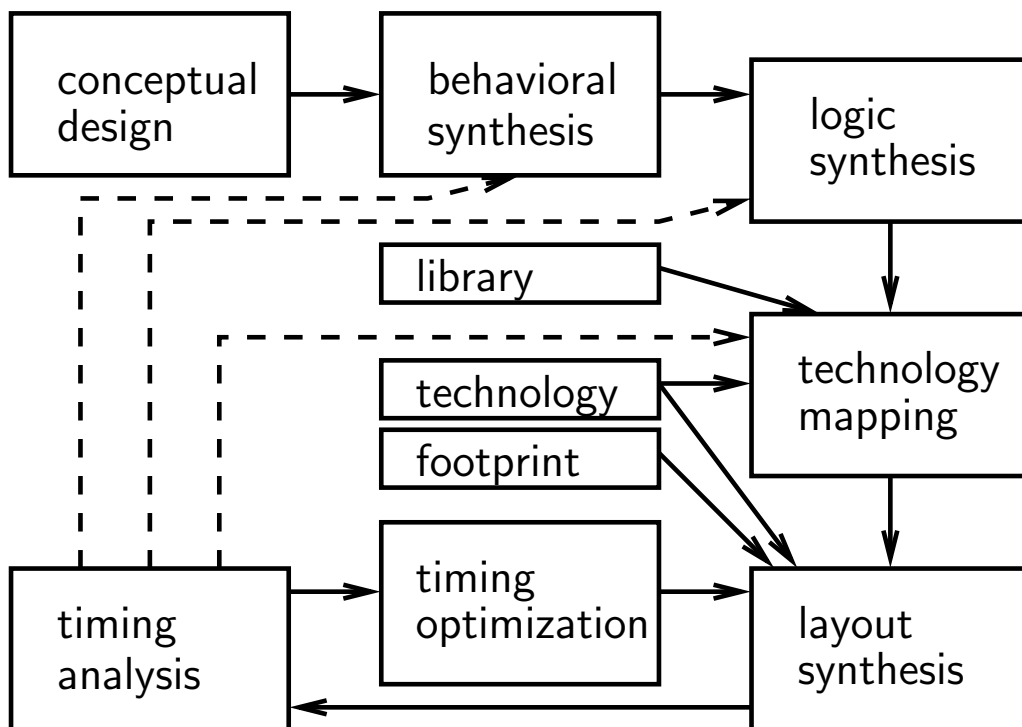 conceptual
design
behavioral
synthesis
logic
synthesis
library
technology
footprint
technology
mapping
timing
analysis
timing
optimization
layout
synthesis